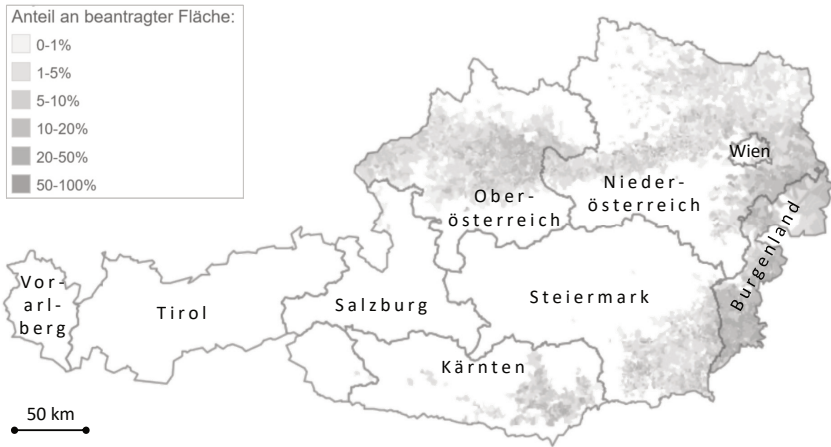 Anteil an beantragter Fläche:
0-1%
1-5%
5-10%
10-20%
20-50%
50-100%
Wien
Nieder-
österreich
Ober-
österreich
Burgenland
Vor-
arl-
berg
Tirol
Salzburg
Steiermark
Kärnten
50 km